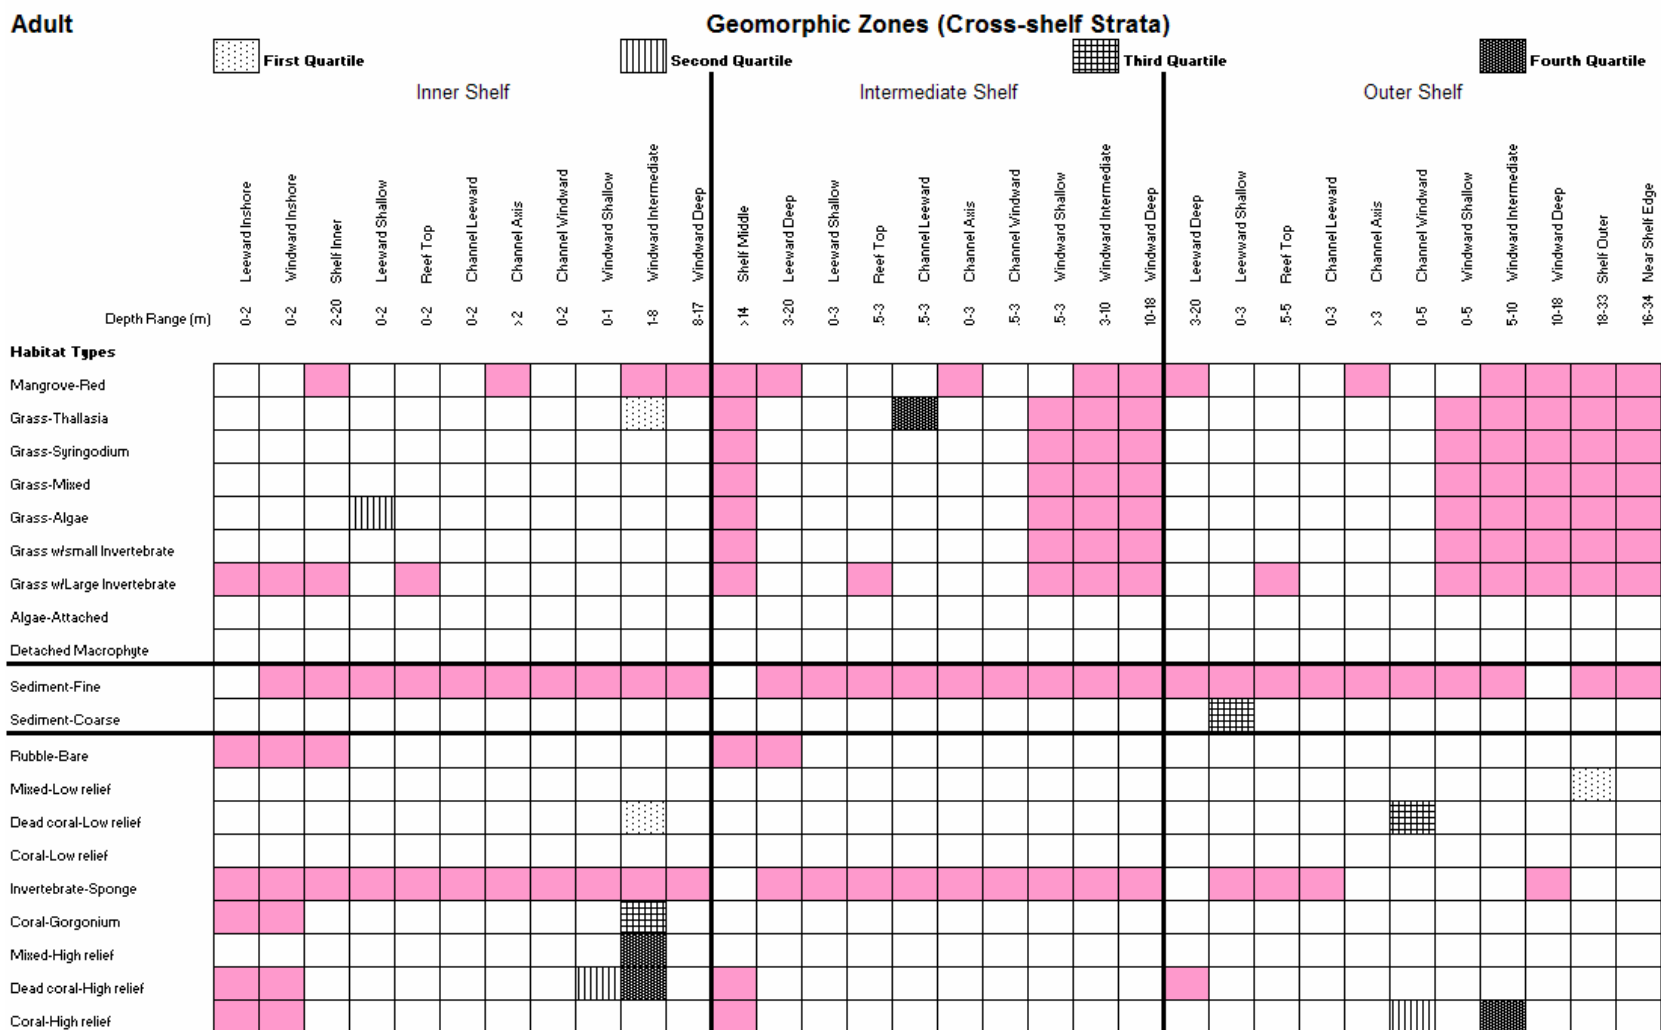 Adult
Geomorphic Zones (Cross-shelf Strata)
First Quartile
Second Quartile
Third Quartile
Fourth Quartile
Inner Shelf
Intermediate Shelf
Outer Shelf
Leeward Inshore
Windward Inshore
Shelf Inner
Leeward Shallow
Reef Top
Channel Leeward
Channel Axis
Channel Windward
Windward Shallow
Windward Intermediate
Windward Deep
Shelf Middle
Leeward Deep
Leeward Shallow
Reef Top
Channel Leeward
Channel Axis
Channel Windward
Windward Shallow
Windward Intermediate
Windward Deep
Leeward Deep
Leeward Shallow
Reef Top
Channel Leeward
Channel Axis
Channel Windward
Windward Shallow
Windward Intermediate
Windward Deep
Shelf Outer
Near Shelf Edge
Depth Range (m) 0-2 0-2 2-20 0-2 0-2 0-2 >2 0-2 0-1 1-8 8-17 >14 3-20 0-3 .5-3 .5-3 0-3 .5-3 .5-3 3-10 10-18 3-20 0-3 .5-5 0-3 >3 0-5 0-5 5-10 10-18 18-33 16-34
Habitat Types
Mangrove-Red
Grass-Thallasia
Grass-Syringodium
Grass-Mixed
Grass-Algae
Grass w/small Invertebrate
Grass w/Large Invertebrate
Algae-Attached
Detached Macrophyte
Sediment-Fine
Sediment-Coarse
Rubble-Bare
Mixed-Low relief
Dead coral-Low relief
Coral-Low relief
Invertebrate-Sponge
Coral-Gorgonium
Mixed-High relief
Dead coral-High relief
Coral-High relief